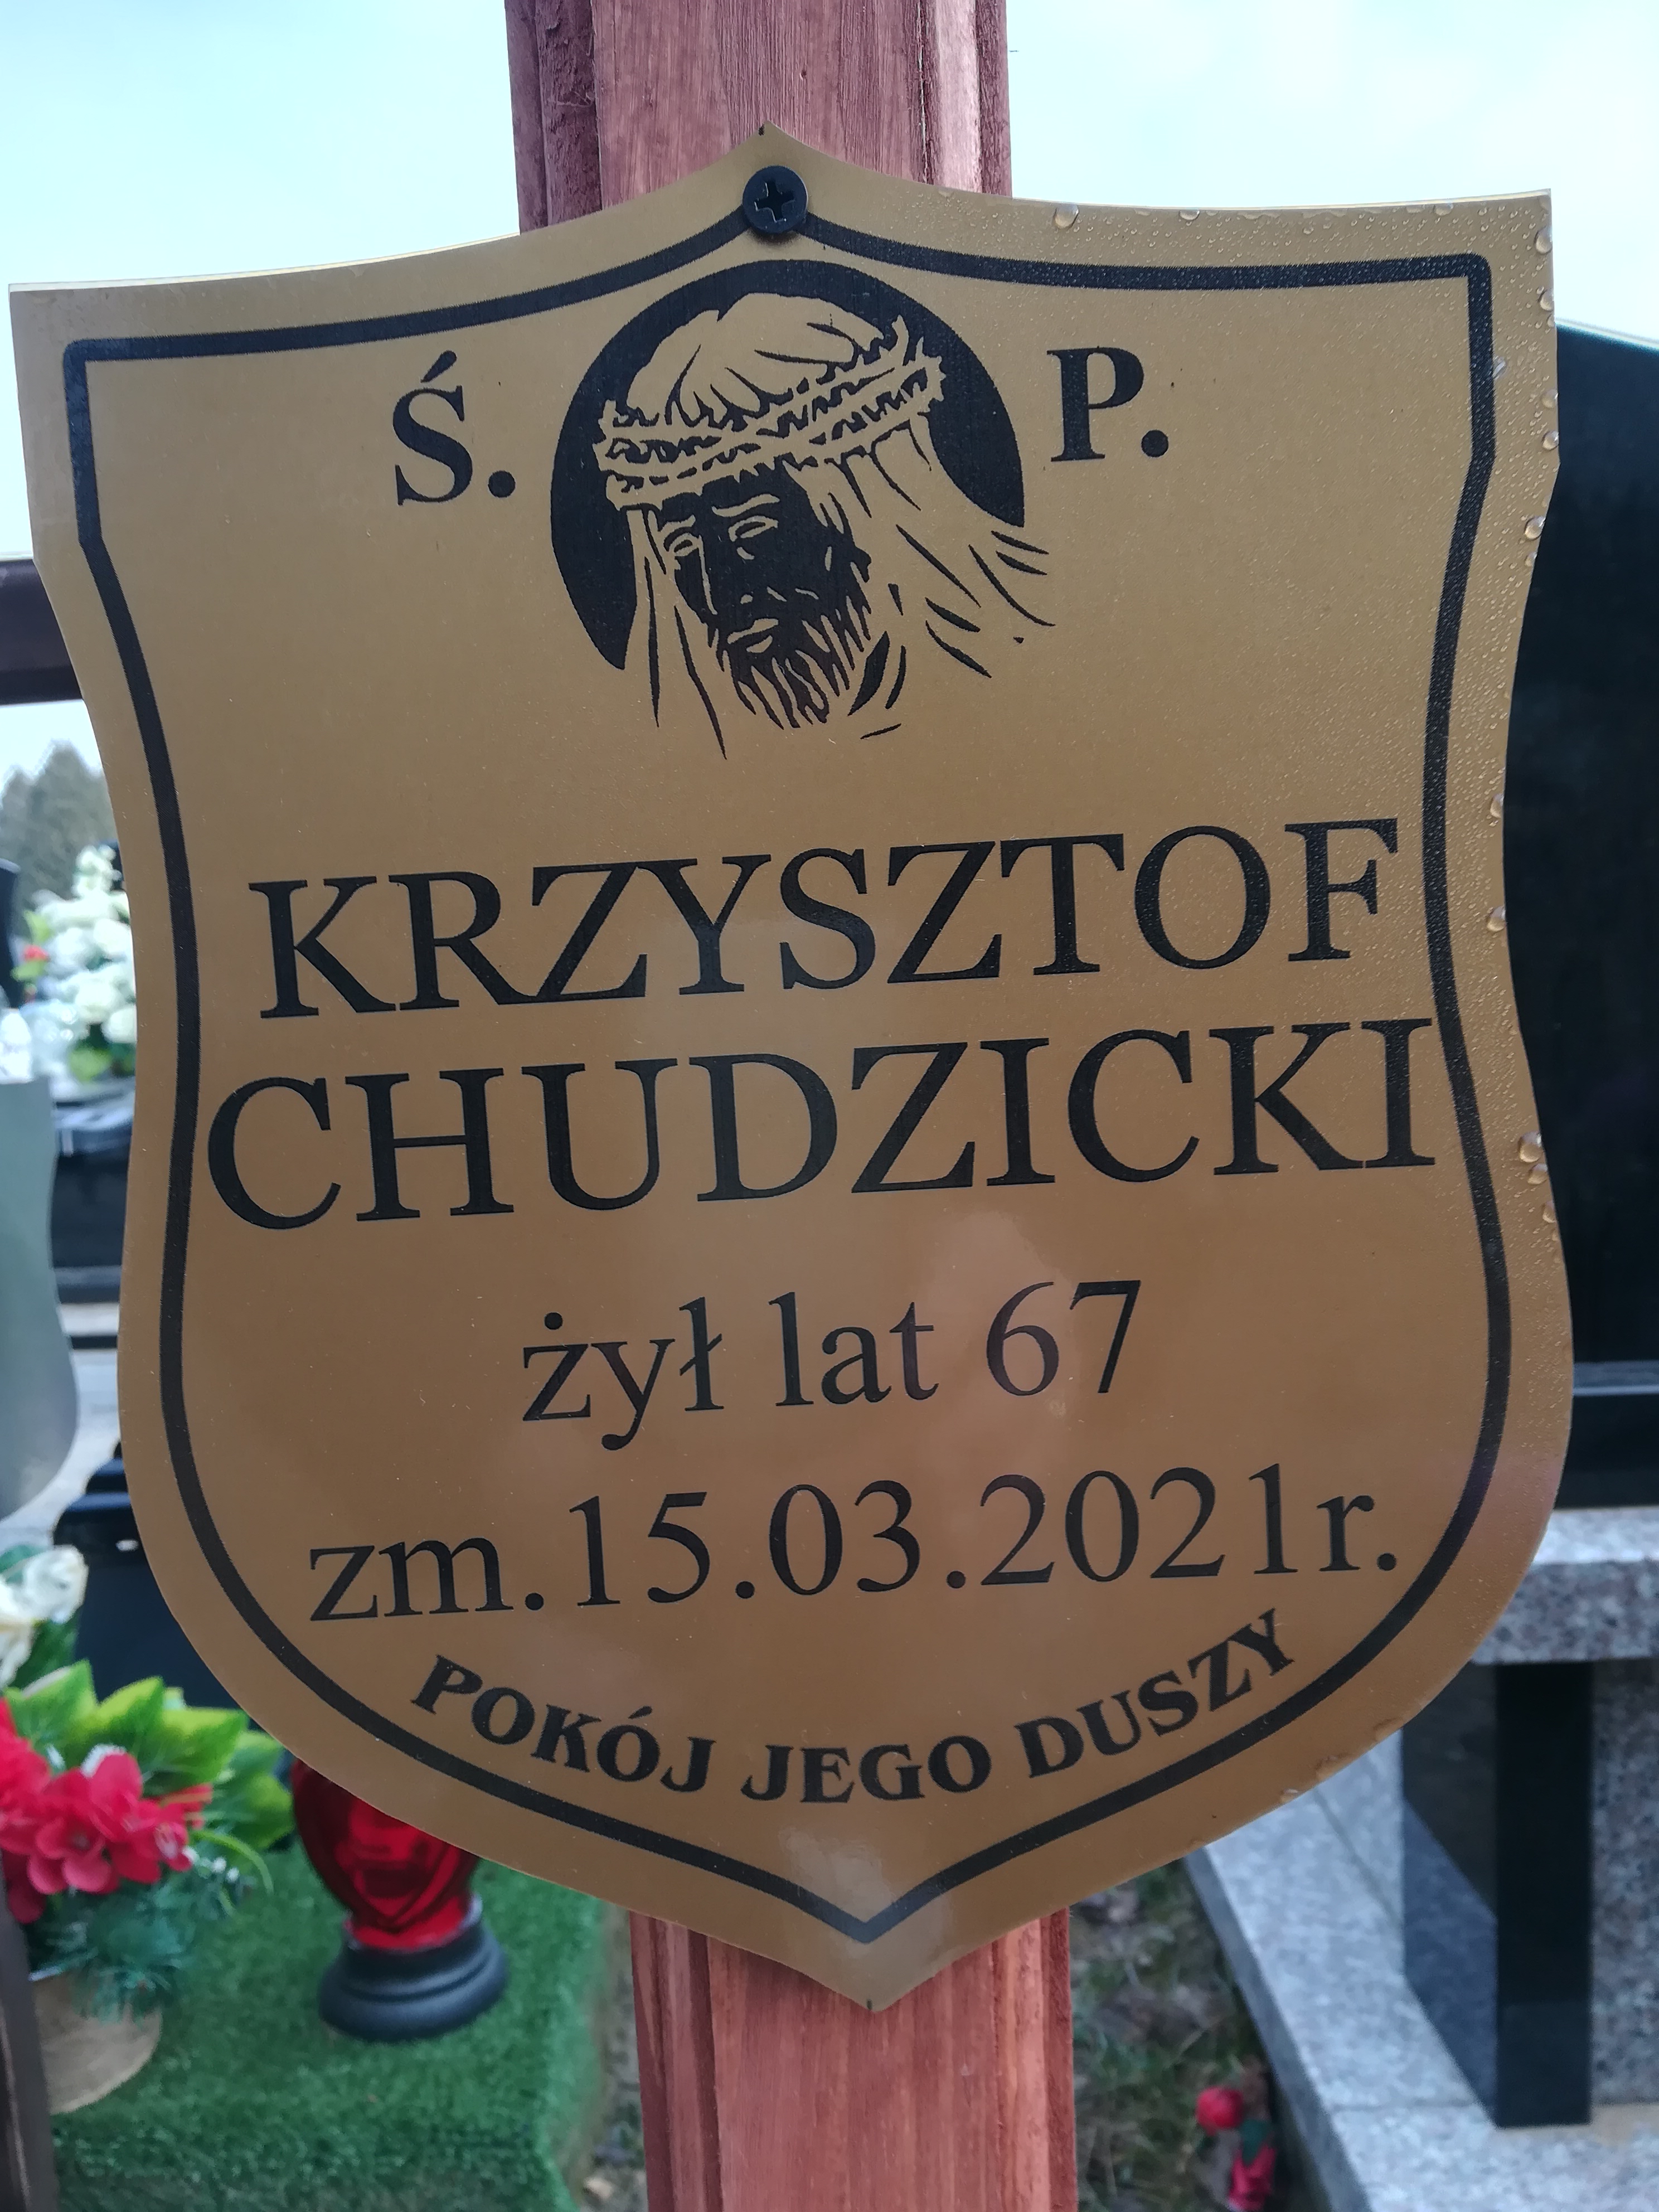 Ś. P.
KRZYSZTOF
CHUDZICKI
żył lat 67
zm.15.03.2021r.
POKÓJ JEGO DUSZY